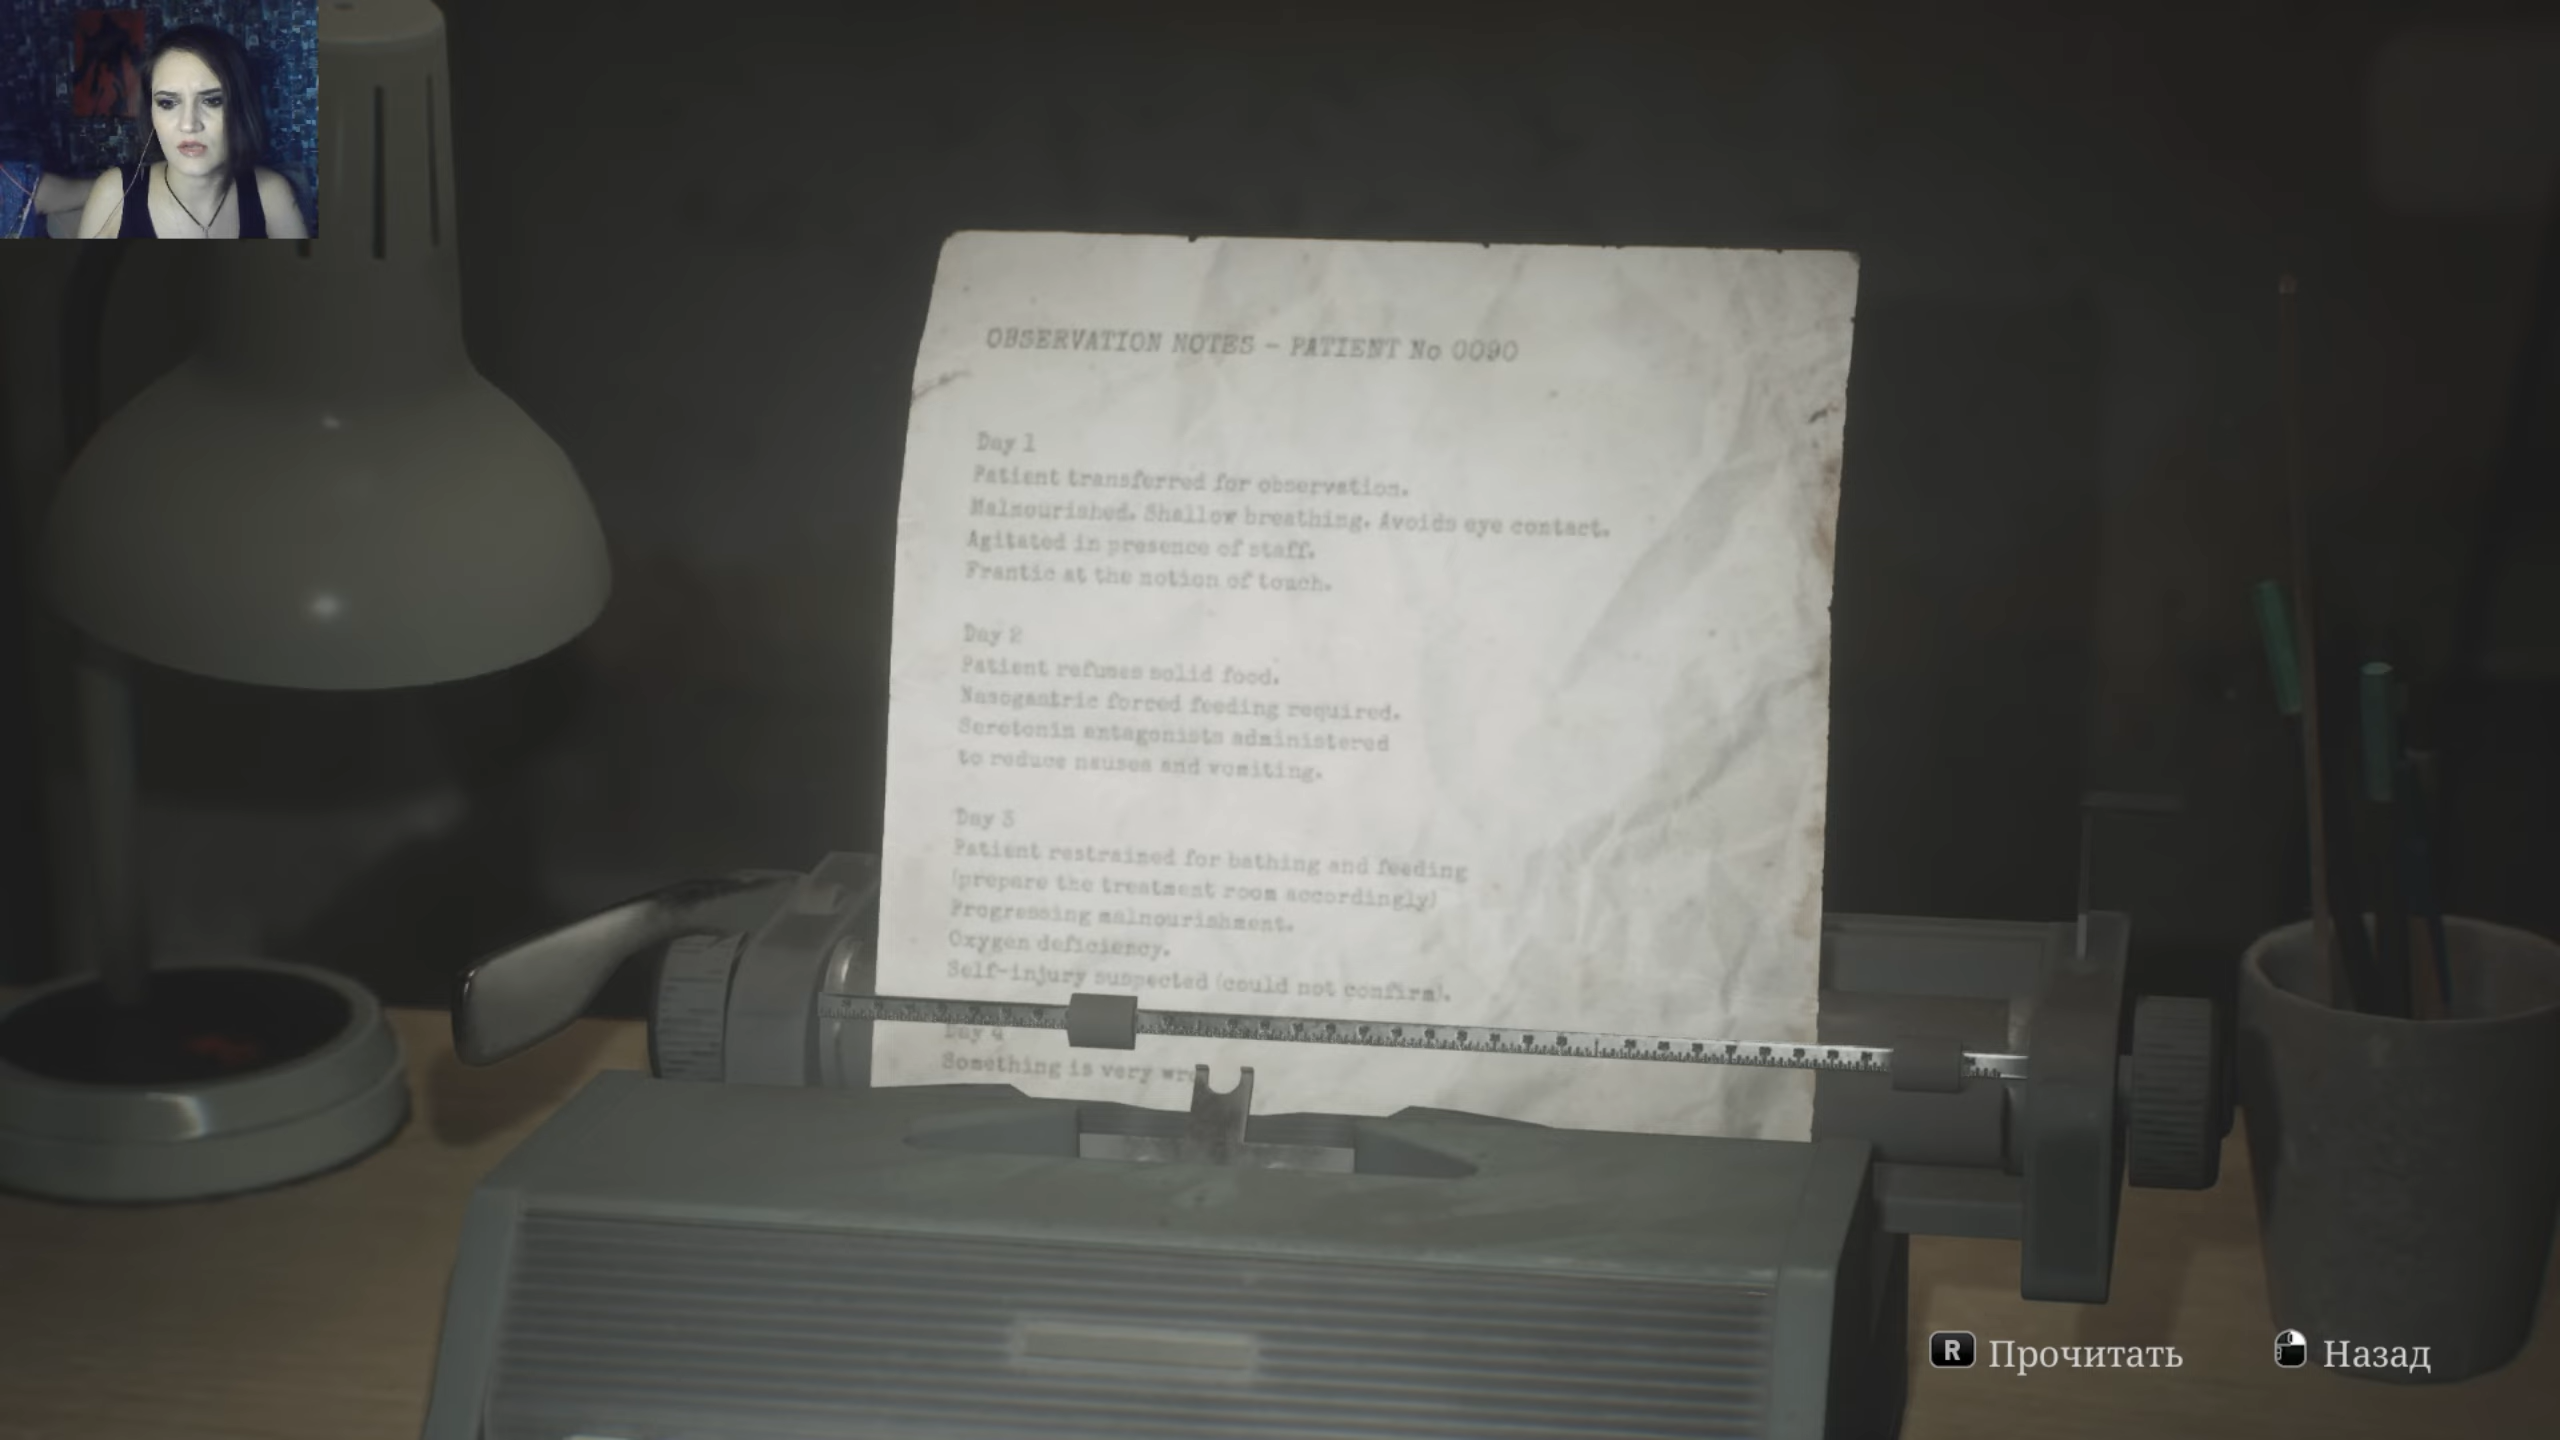 OBSERVATION NOTES - PATIENT No 0090
Day 1
Patient transferred for observation.
Malnourished. Shallow breathing. Avoids eye contact.
Agitated in presence of staff.
Frantic at the notion of touch.
Day 2
Patient refuses solid food.
Nasogastric forced feeding required.
Serotonin antagonists administered
to reduce nausea and vomiting.
Day 3
Patient restrained for bathing and feeding
(prepare the treatment room accordingly)
Progressing malnourishment.
Oxygen deficiency.
Self-injury suspected (could not confirm).
Day 4
Something is very
R Прочитать
Назад